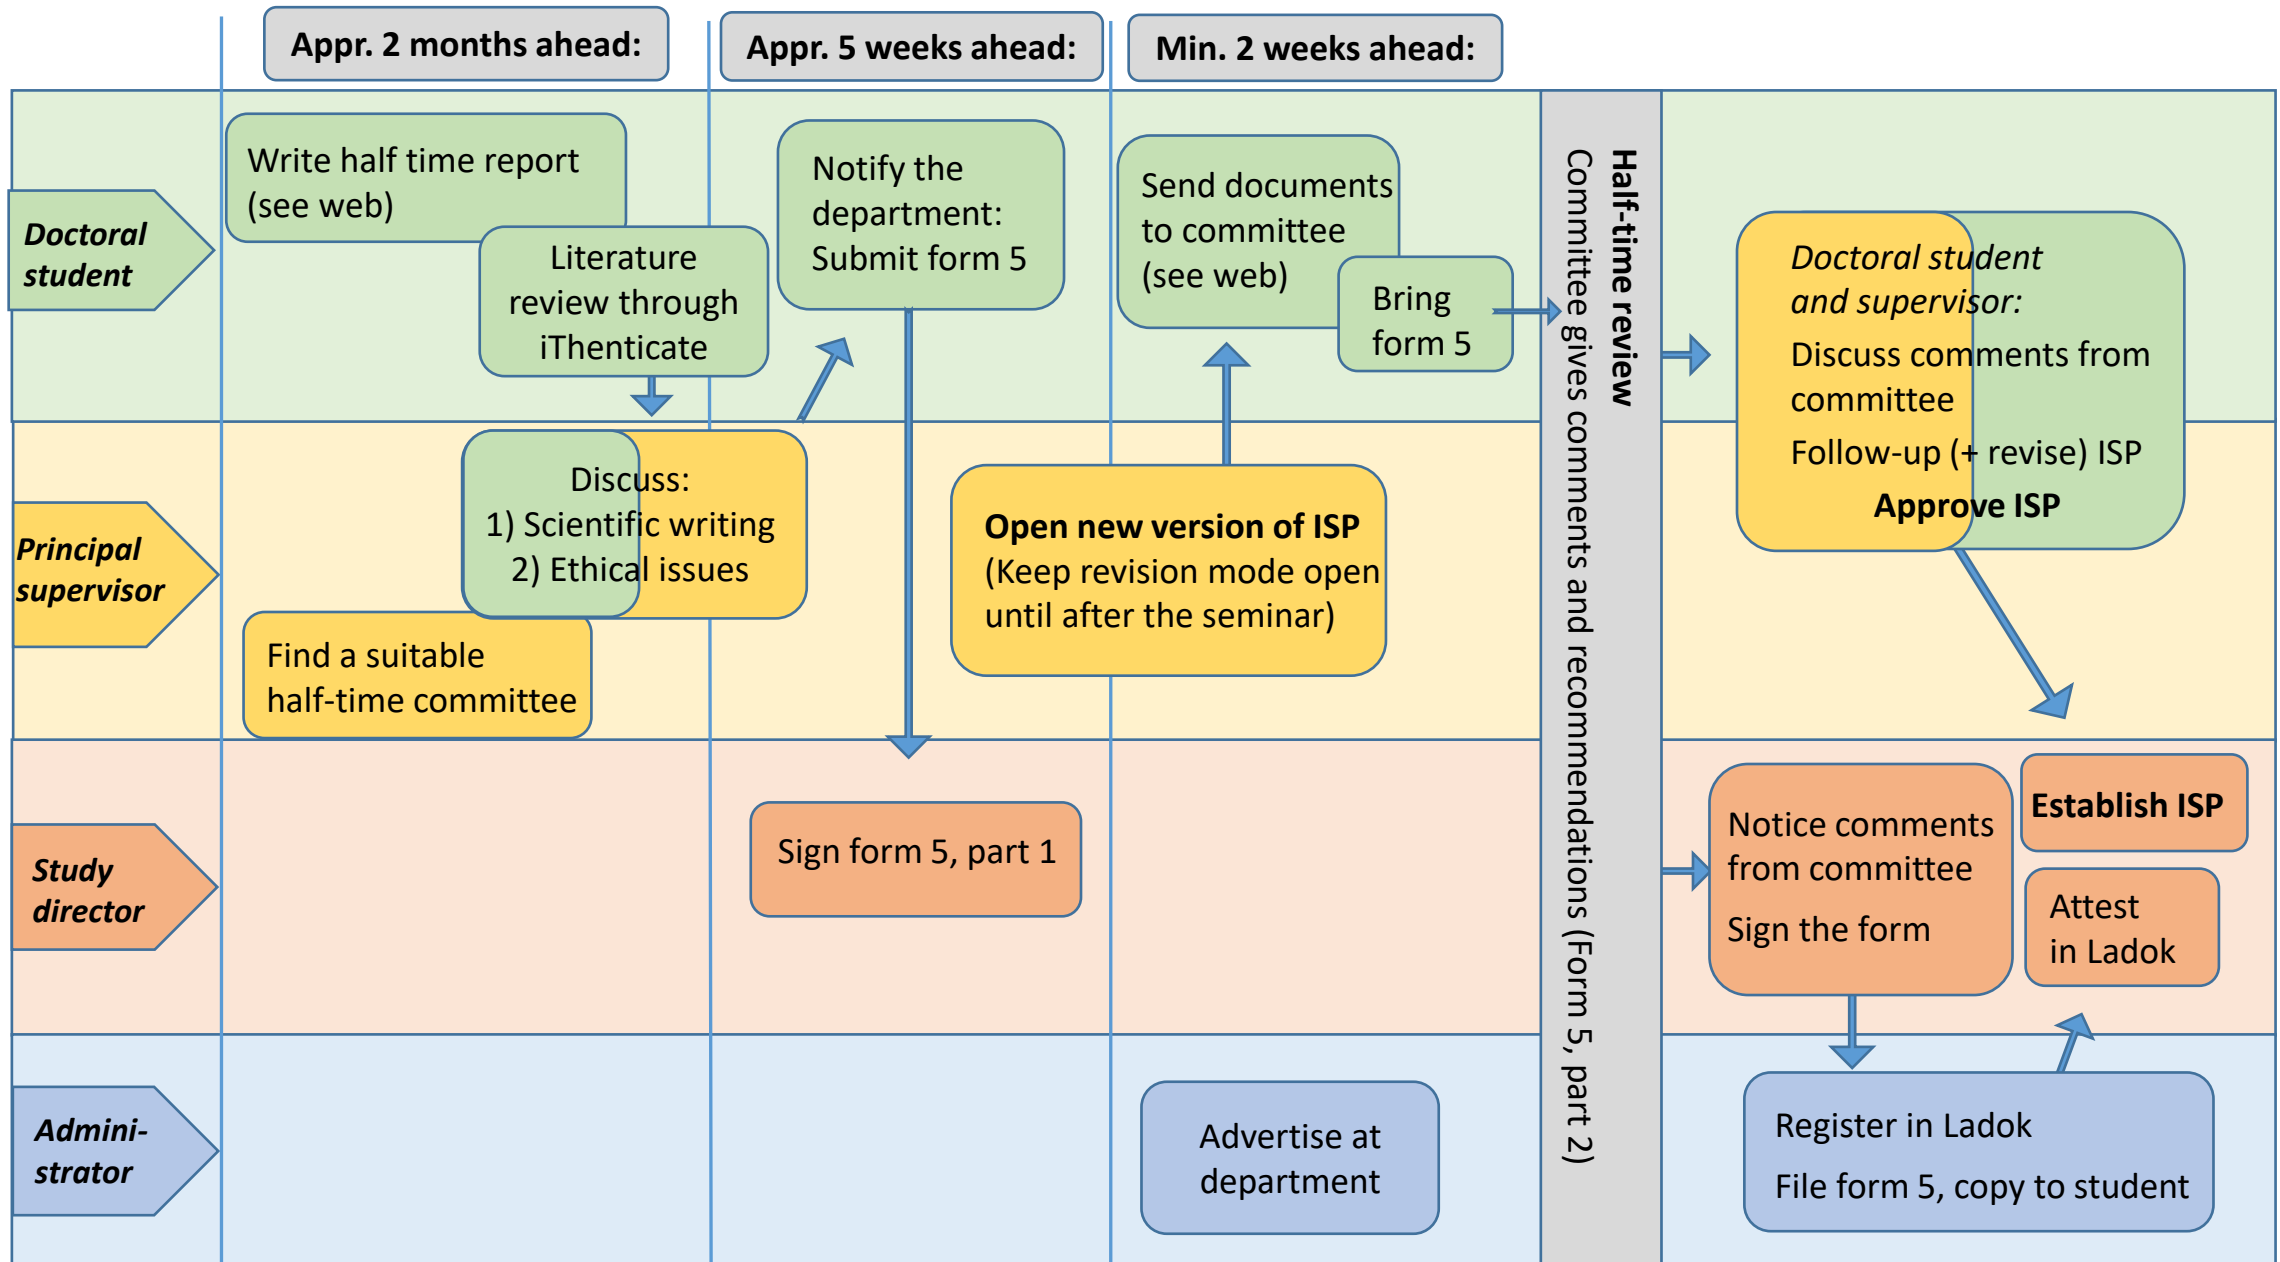 Appr. 2 months ahead:
Appr. 5 weeks ahead:
Min. 2 weeks ahead:
Doctoral
student
Write half time report
(see web)
Literature
review through
iThenticate
Notify the
department:
Submit form 5
Send documents
to committee
(see web)
Bring
form 5
Half-time review
Committee gives comments and recommendations (Form 5, part 2)
Doctoral student
and supervisor:
Discuss comments from
committee
Follow-up (+ revise) ISP
Approve ISP
Principal
supervisor
Discuss:
1) Scientific writing
2) Ethical issues
Find a suitable
half-time committee
Open new version of ISP
(Keep revision mode open
until after the seminar)
Study
director
Sign form 5, part 1
Notice comments
from committee
Sign the form
Establish ISP
Attest
in Ladok
Admini-
strator
Advertise at
department
Register in Ladok
File form 5, copy to student